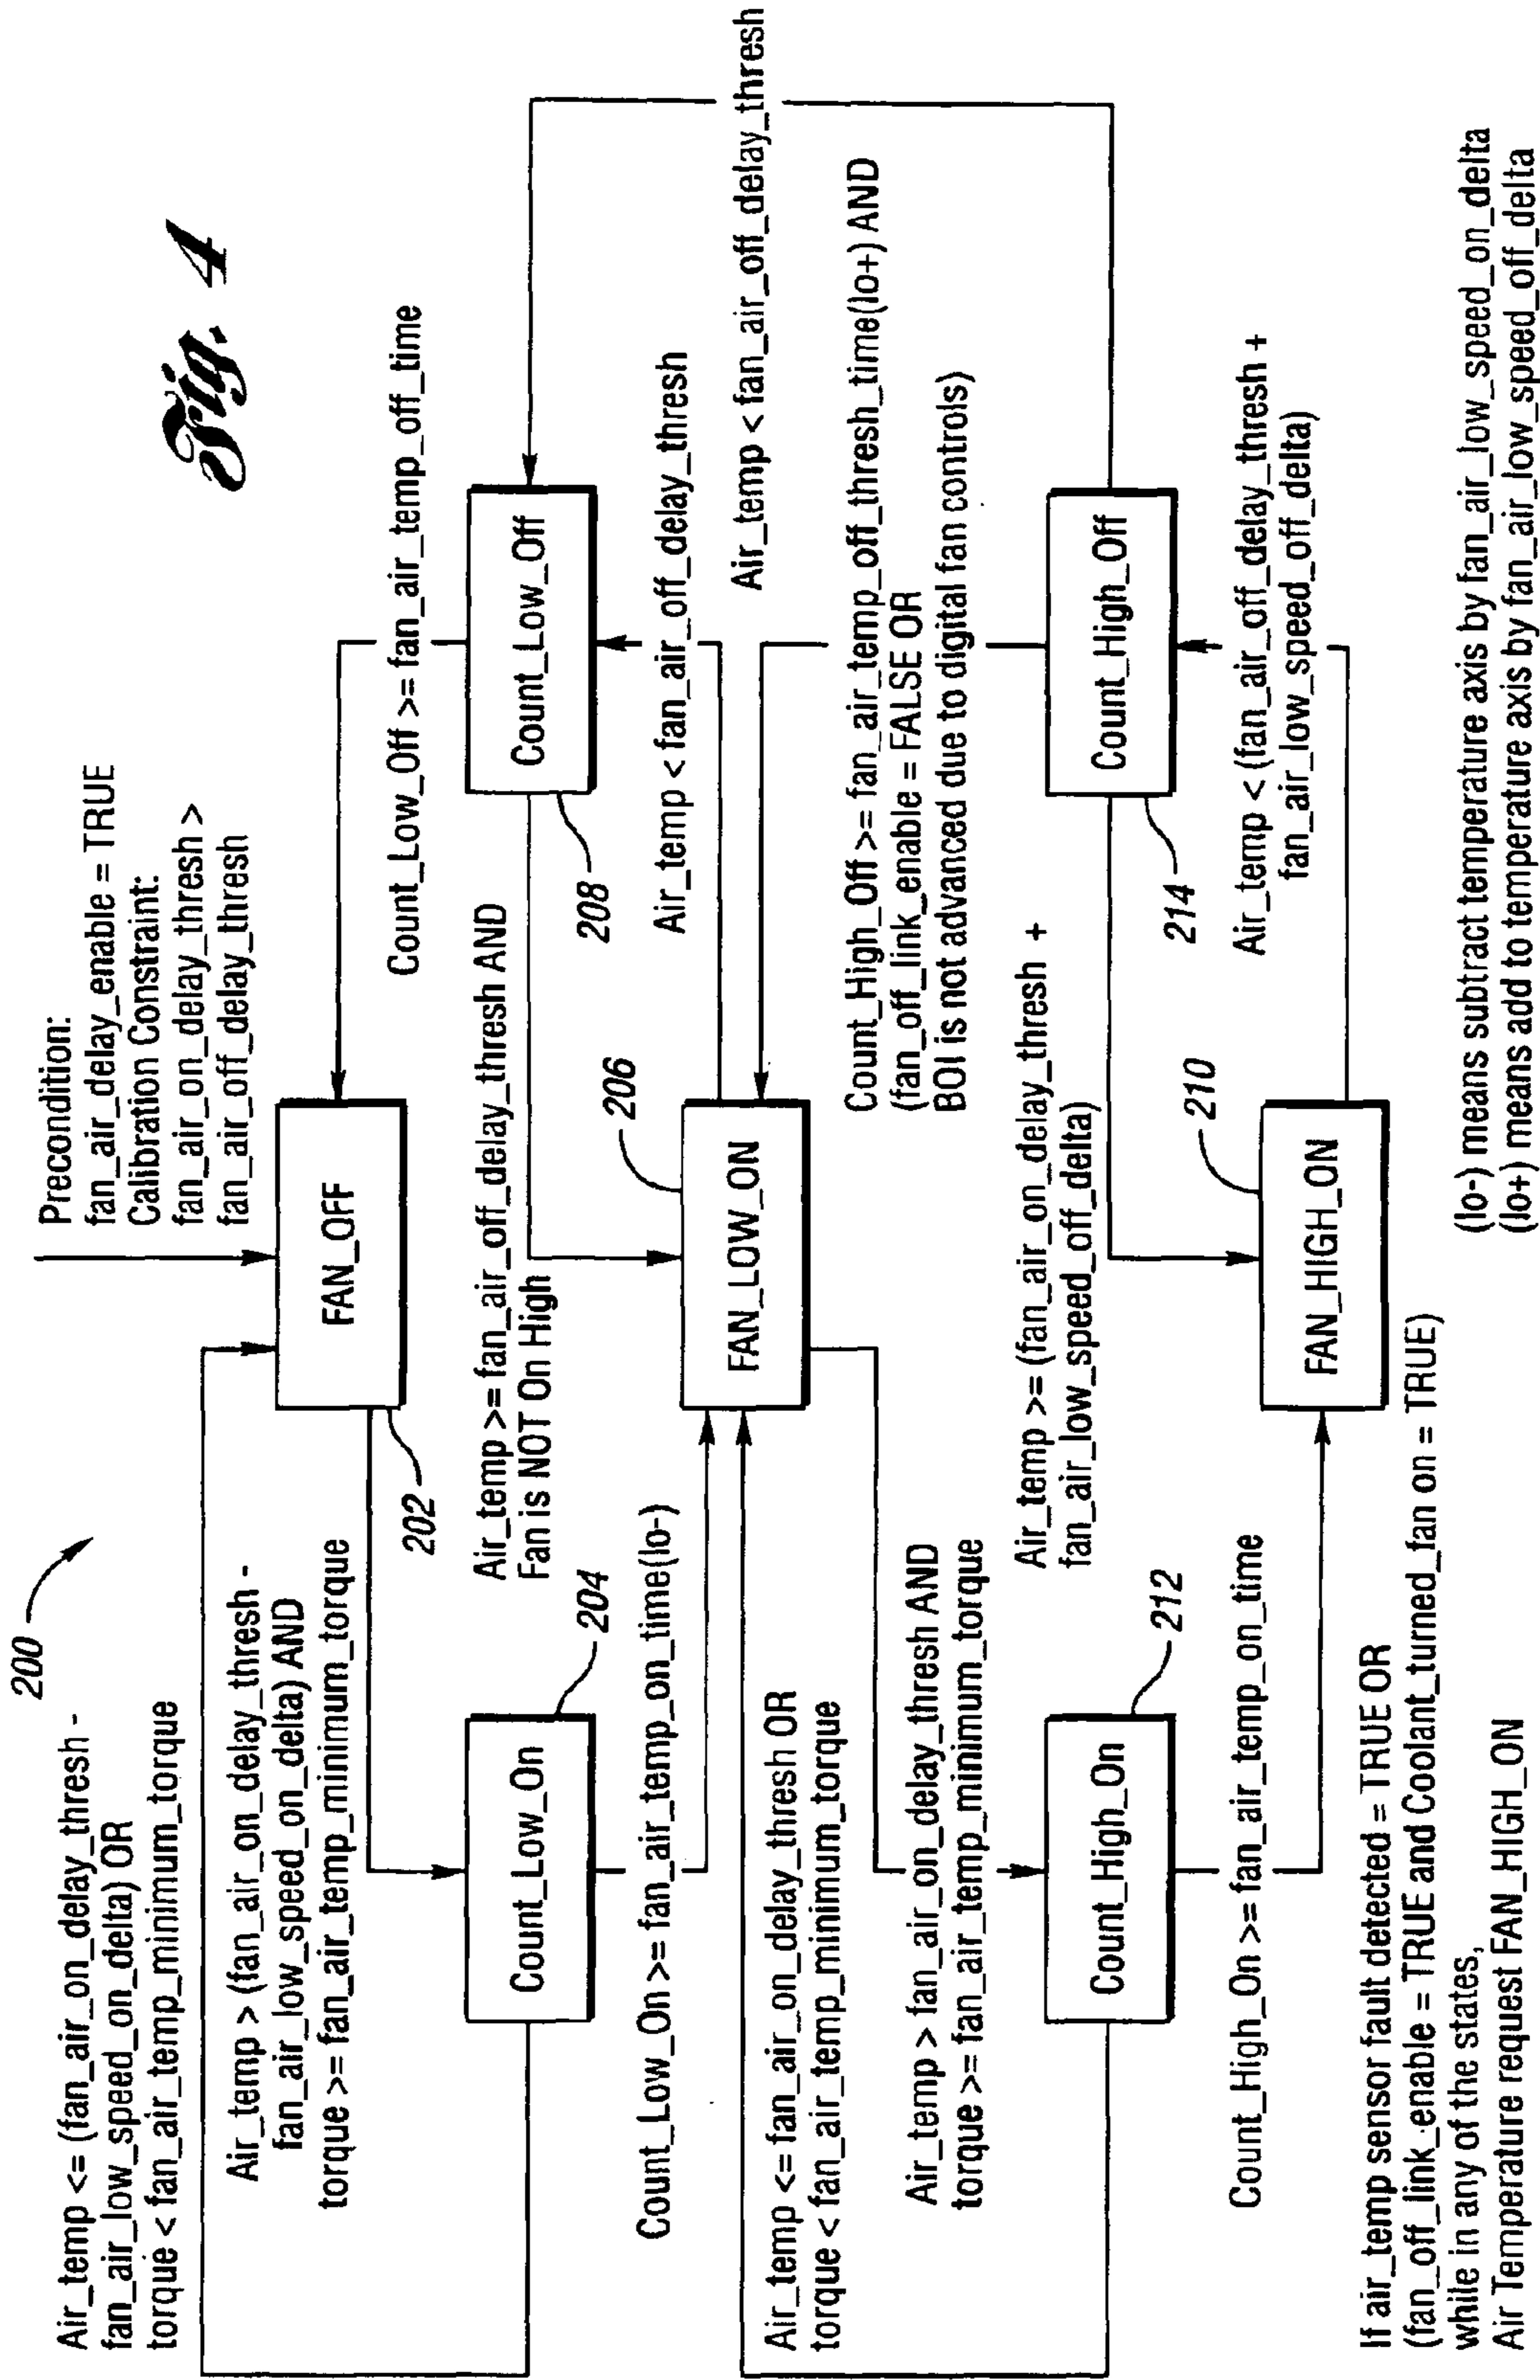 200
Fig. 4
Precondition:
fan_air_delay_enable = TRUE
Calibration Constraint:
fan_air_on_delay_thresh >
fan_air_off_delay_thresh
Air_temp <= (fan_air_on_delay_thresh -
fan_air_low_speed_on_delta) OR
torque < fan_air_temp_minimum_torque
FAN_OFF
202
Air_temp > (fan_air_on_delay_thresh -
fan_air_low_speed_on_delta) AND
torque >= fan_air_temp_minimum_torque
Count_Low_Off >= fan_air_temp_off_time
Count_Low_On
204
Air_temp >= fan_air_off_delay_thresh AND
Fan is NOT On High
Count_Low_Off
208
Count_Low_On >= fan_air_temp_on_time(lo-)
206
FAN_LOW_ON
Air_temp < fan_air_off_delay_thresh
Air_temp < fan_air_off_delay_thresh
Air_temp <= fan_air_on_delay_thresh OR
torque < fan_air_temp_minimum_torque
Count_High_Off >= fan_air_temp_off_thresh_time(lo+) AND
(fan_off_link_enable = FALSE OR
BOI is not advanced due to digital fan controls)
Air_temp > fan_air_on_delay_thresh AND
torque >= fan_air_temp_minimum_torque
Air_temp >= (fan_air_on_delay_thresh +
fan_air_low_speed_off_delta)
Count_High_On
212
Count_High_Off
214
Count_High_On >= fan_air_temp_on_time
210
FAN_HIGH_ON
Air_temp < (fan_air_off_delay_thresh +
fan_air_low_speed_off_delta)
If air_temp sensor fault detected = TRUE OR
(fan_off_link_enable = TRUE and Coolant_turned_fan on = TRUE)
while in any of the states,
Air Temperature request FAN_HIGH_ON
(lo-) means subtract temperature axis by fan_air_low_speed_on_delta
(lo+) means add to temperature axis by fan_air_low_speed_off_delta